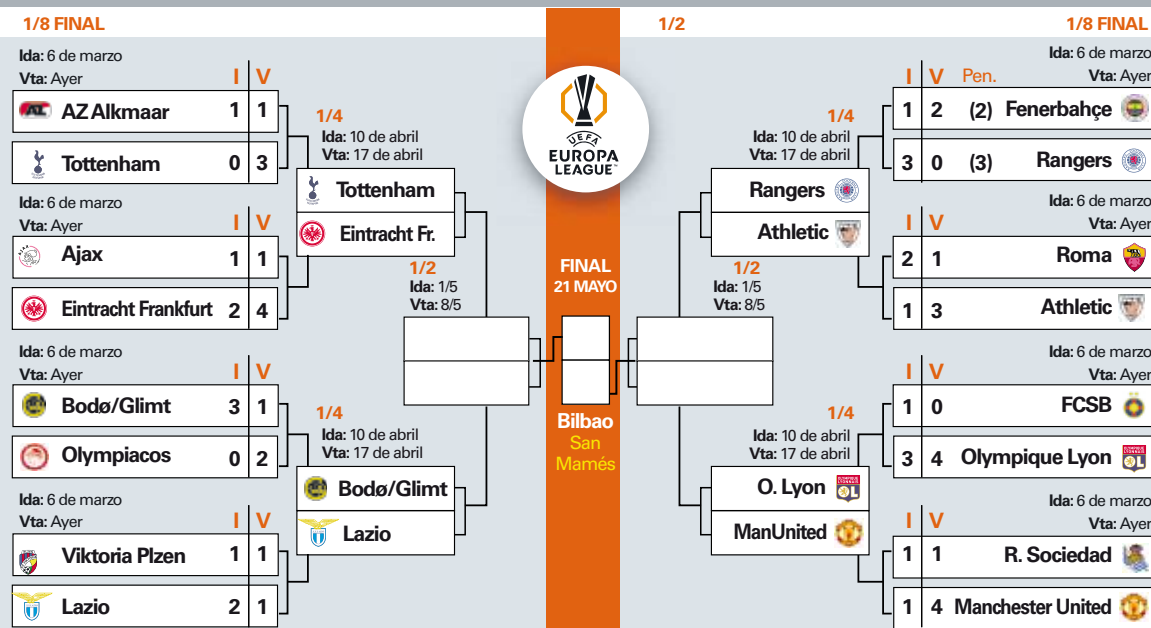 1/8 FINAL
1/2
1/8 FINAL
Ida: 6 de marzo
Vta: Ayer
I V
AZ Alkmaar 1 1
Tottenham 0 3
Ida: 6 de marzo
Vta: Ayer
I V
Ajax 1 1
Eintracht Frankfurt 2 4
Ida: 6 de marzo
Vta: Ayer
I V
Bodø/Glimt 3 1
Olympiacos 0 2
Ida: 6 de marzo
Vta: Ayer
I V
Viktoria Plzen 1 1
Lazio 2 1
1/4
Ida: 10 de abril
Vta: 17 de abril
Tottenham
Eintracht Fr.
1/2
Ida: 1/5
Vta: 8/5
1/4
Ida: 10 de abril
Vta: 17 de abril
Bodø/Glimt
Lazio
UEFA
EUROPA
LEAGUE
FINAL
21 MAYO
Bilbao
San
Mamés
1/4
Ida: 10 de abril
Vta: 17 de abril
Rangers
Athletic
1/2
Ida: 1/5
Vta: 8/5
1/4
Ida: 10 de abril
Vta: 17 de abril
O. Lyon
ManUnited
Ida: 6 de marzo
I V Pen. Vta: Ayer
1 2 (2) Fenerbahçe
3 0 (3) Rangers
Ida: 6 de marzo
Vta: Ayer
I V
2 1 Roma
1 3 Athletic
Ida: 6 de marzo
Vta: Ayer
I V
1 0 FCSB
3 4 Olympique Lyon
Ida: 6 de marzo
Vta: Ayer
I V
1 1 R. Sociedad
1 4 Manchester United